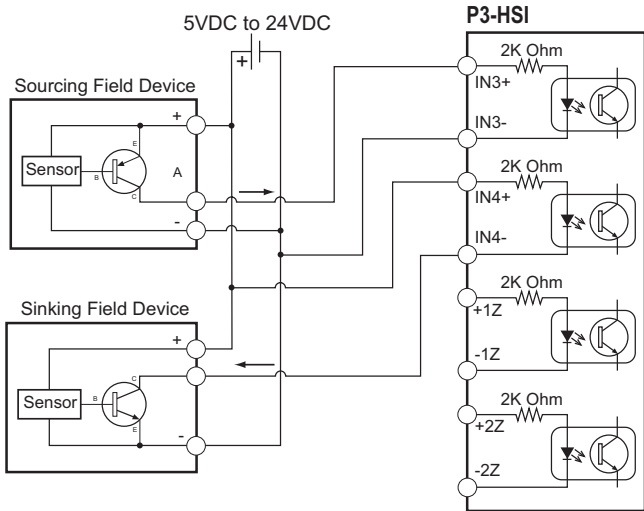 5VDC to 24VDC
+
P3-HSI
Sourcing Field Device
+
E
Sensor
B
A
C
-
Sinking Field Device
+
C
Sensor
B
E
-
2K Ohm
IN3+
IN3-
2K Ohm
IN4+
IN4-
2K Ohm
+1Z
-1Z
2K Ohm
+2Z
-2Z